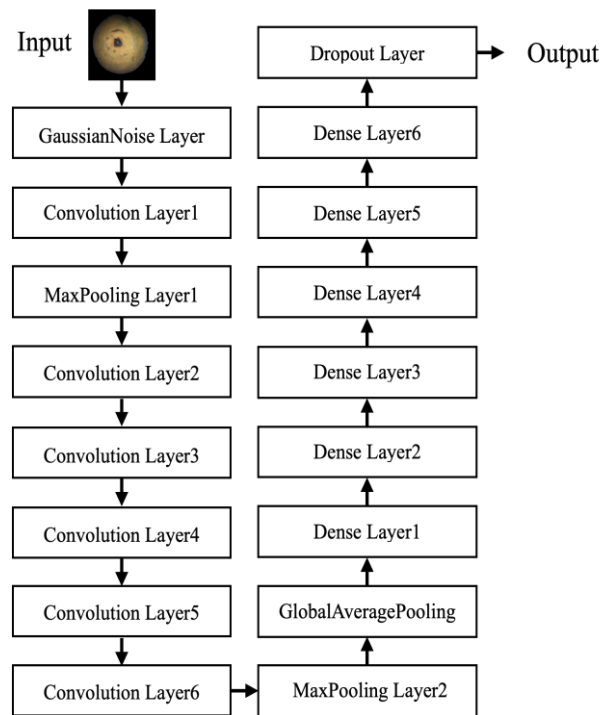 Input
GaussianNoise Layer
Convolution Layer1
MaxPooling Layer1
Convolution Layer2
Convolution Layer3
Convolution Layer4
Convolution Layer5
Convolution Layer6
MaxPooling Layer2
GlobalAveragePooling
Dense Layer1
Dense Layer2
Dense Layer3
Dense Layer4
Dense Layer5
Dense Layer6
Dropout Layer
Output